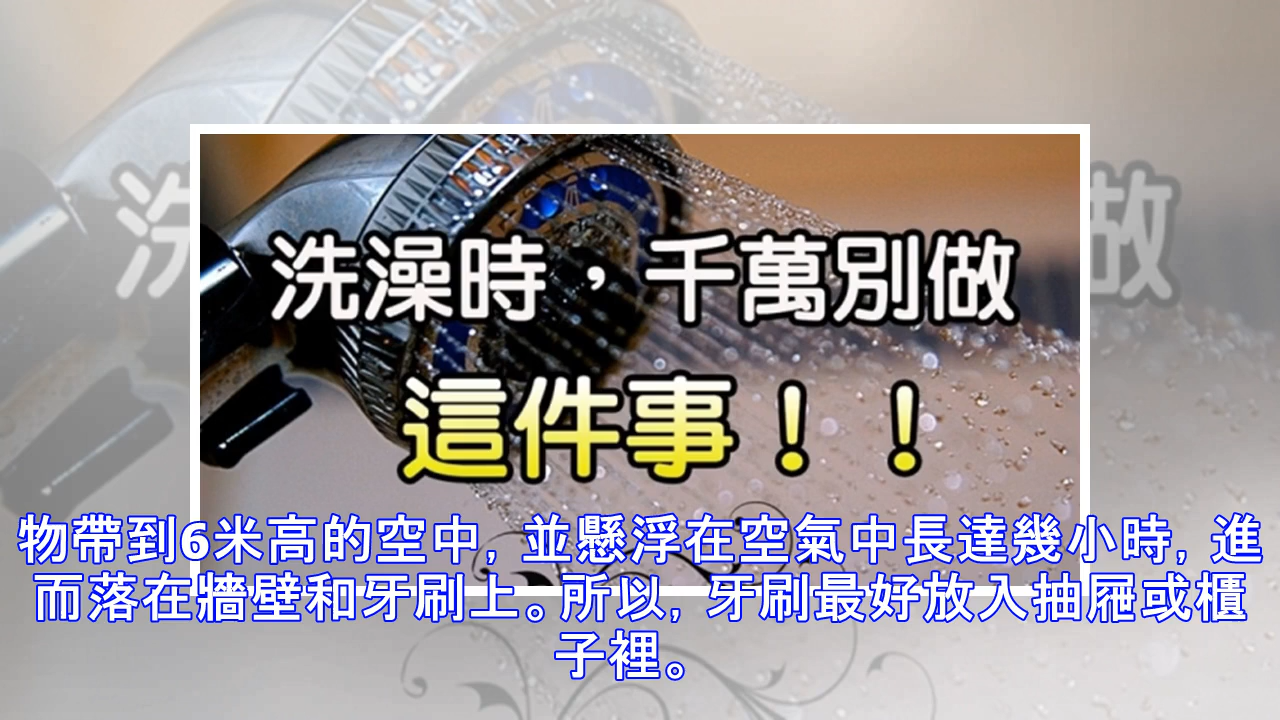 洗澡時，千萬別做
這件事！！
物帶到6米高的空中, 並懸浮在空氣中長達幾小時, 進
而落在牆壁和牙刷上。所以, 牙刷最好放入抽屜或櫃
子裡。